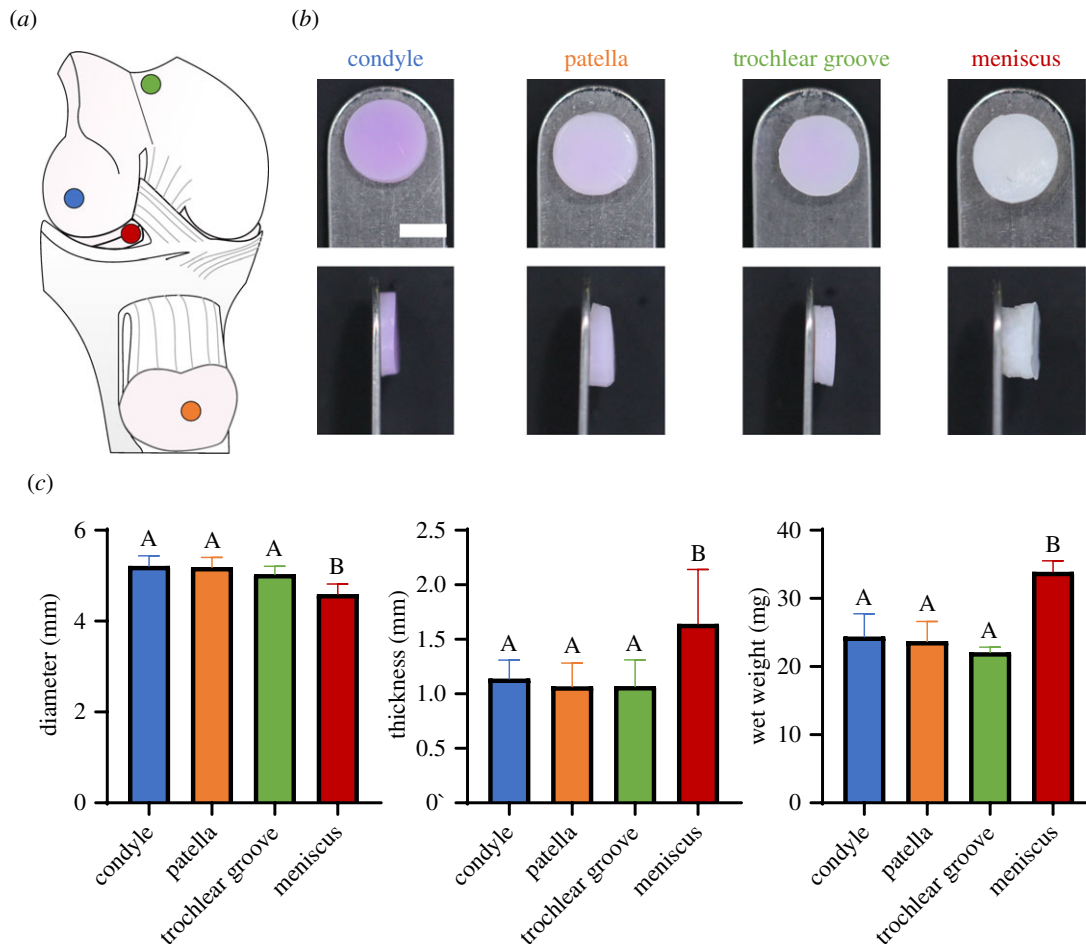 (a)
(b)
condyle
patella
trochlear groove
meniscus
(c)
6
4
2
0
diameter (mm)
A
A
A
B
condyle
patella
trochlear groove
meniscus
2.5
2.0
1.5
1.0
0.5
0`
thickness (mm)
A
A
A
B
condyle
patella
trochlear groove
meniscus
40
30
20
10
0
wet weight (mg)
A
A
A
B
condyle
patella
trochlear groove
meniscus